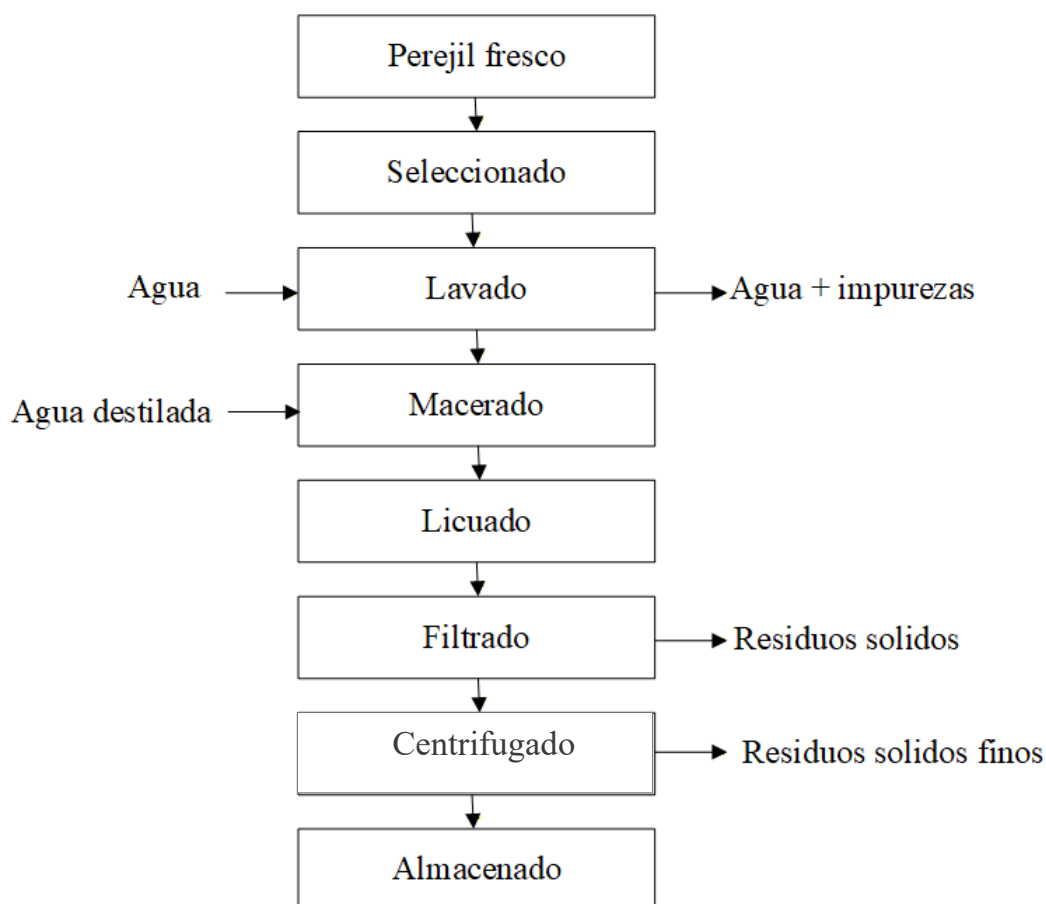 Perejil fresco
Seleccionado
Agua
Lavado
Agua + impurezas
Agua destilada
Macerado
Licuado
Filtrado
Residuos solidos
Centrifugado
Residuos solidos finos
Almacenado